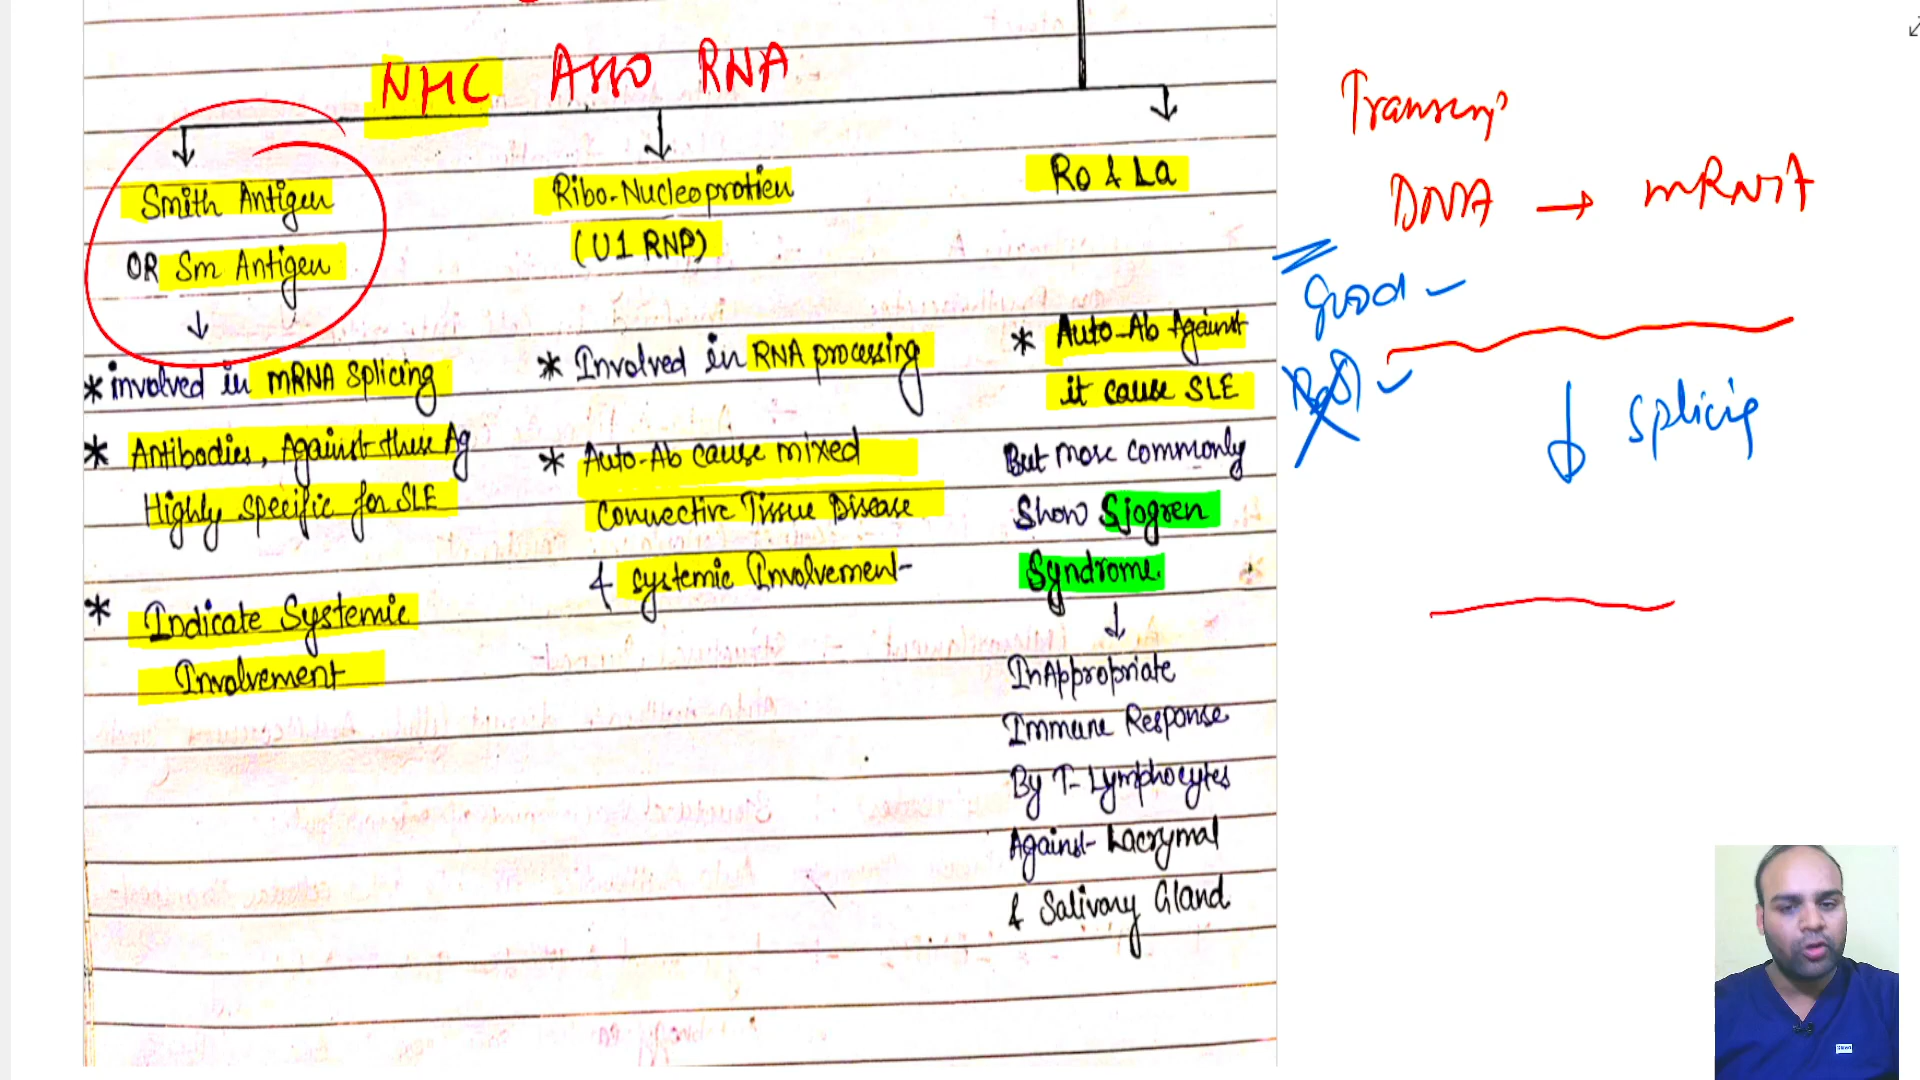 NHC Asso RNA
Smith Antigen
OR Sm Antigen
* involved in mRNA splicing
* Antibodies, Against these Ag
Highly specific for SLE
* Indicate Systemic
Involvement
Ribo-Nucleoprotien
(U1 RNP)
* Involved in RNA processing
* Auto-Ab cause mixed
Connective Tissue Disease
& systemic Involvement-
Ro & La
* Auto-Ab Against
it cause SLE
But more commonly
Show Sjogren
Syndrome.
InAppropriate
Immune Response
By T- Lymphocytes
Against- Lacrymal
& Salivary Gland
Transcrip
DNA → mRNA
Good -
splicig